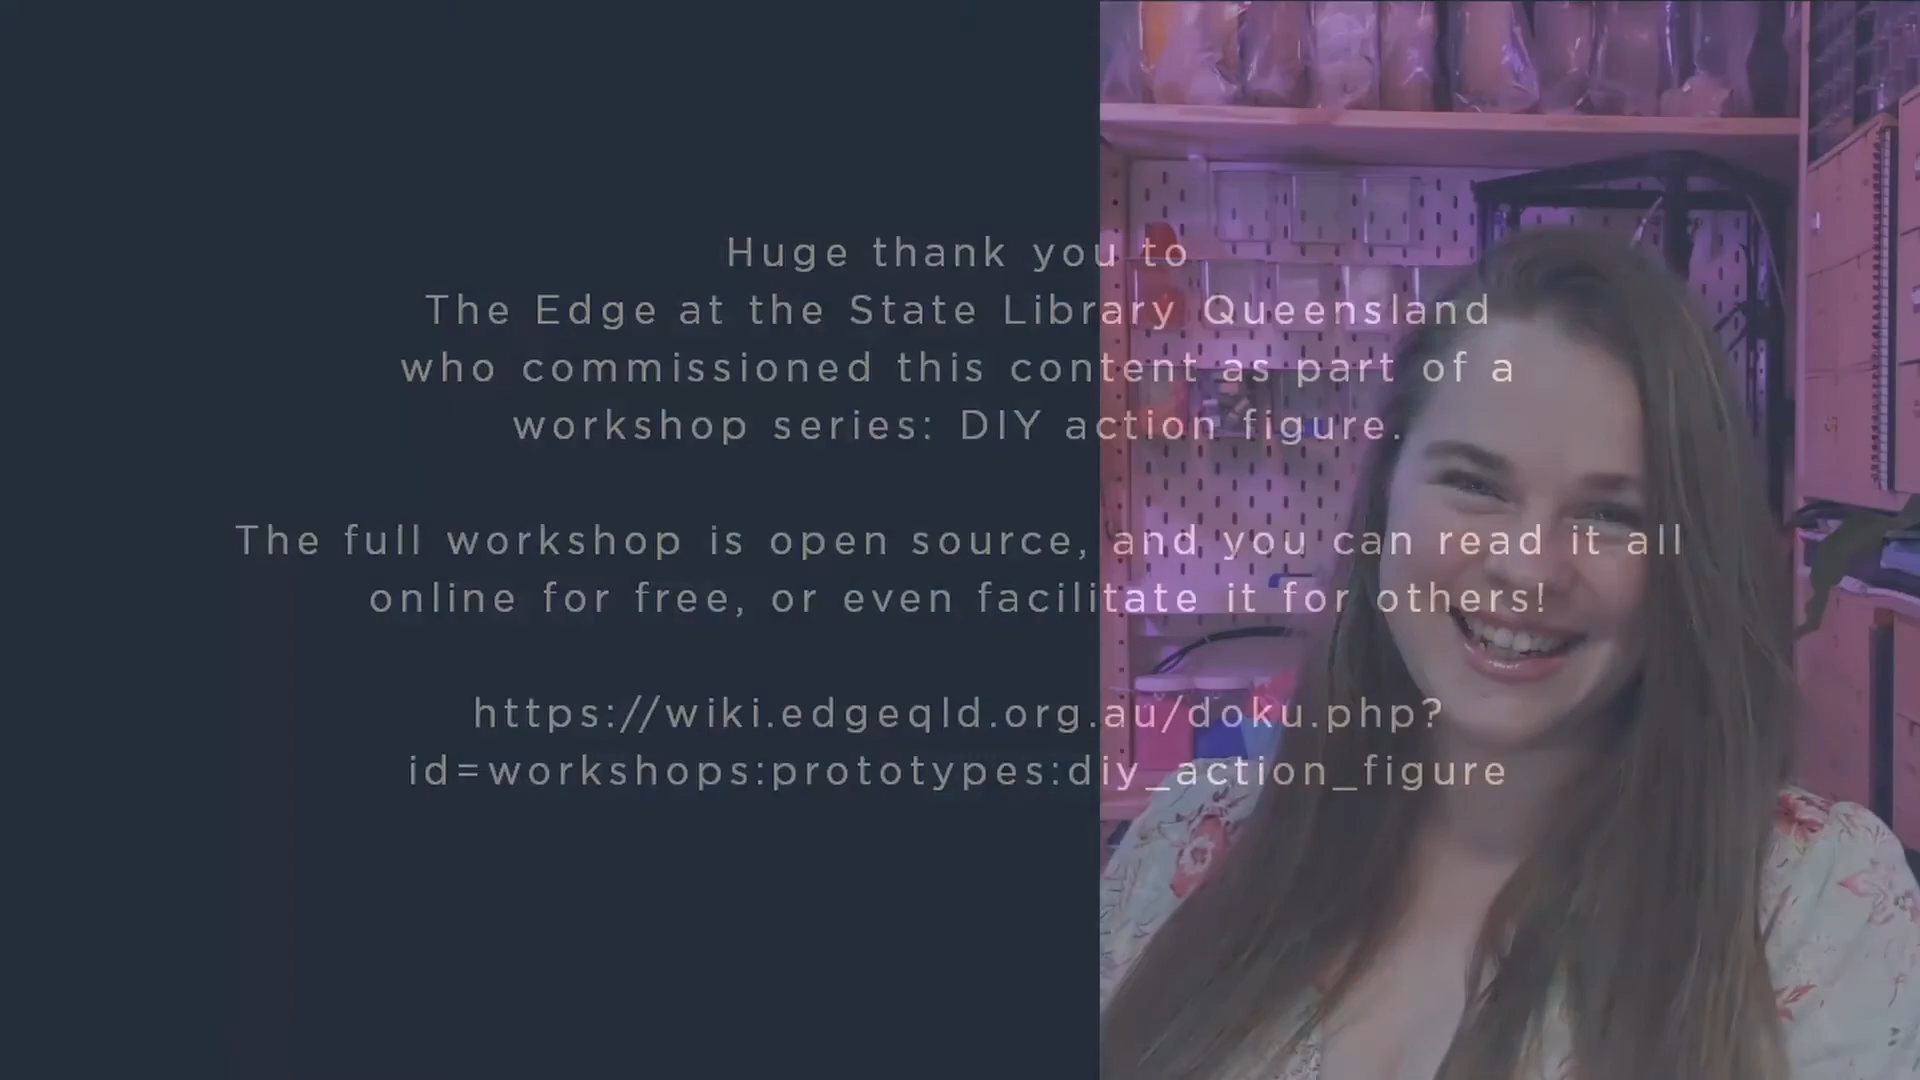 Huge thank you to
The Edge at the State Library Queensland
who commissioned this content as part of a
workshop series: DIY action figure.
The full workshop is open source, and you can read it all
online for free, or even facilitate it for others!
https://wiki.edgeqld.org.au/doku.php?
id=workshops:prototypes:diy_action_figure